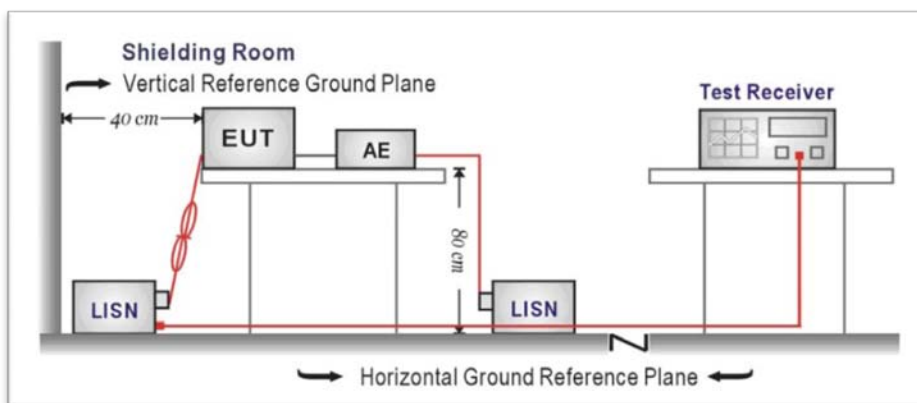 Shielding Room
Vertical Reference Ground Plane
Test Receiver
40 cm
EUT
AE
80 cm
LISN
LISN
Horizontal Ground Reference Plane